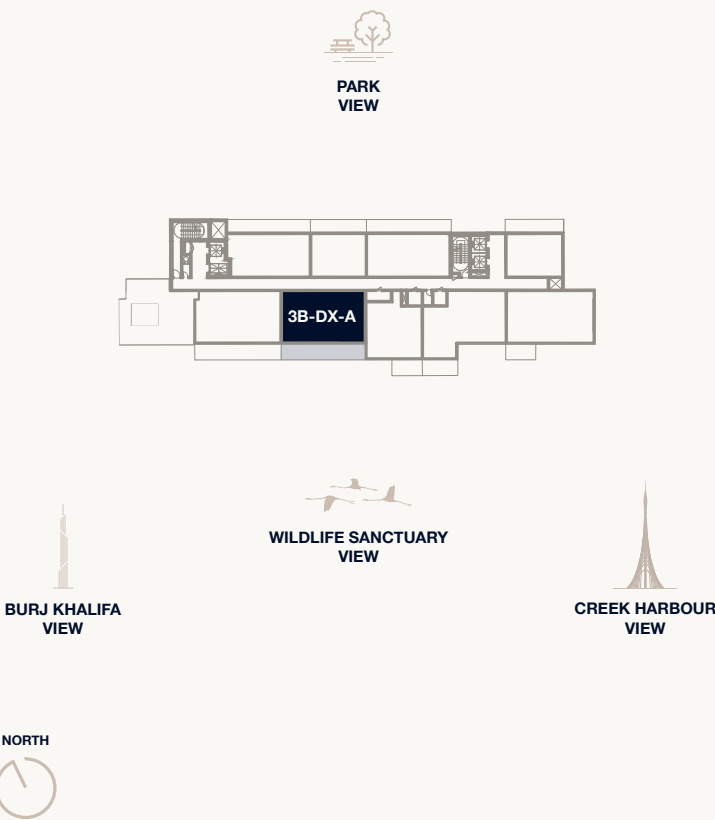 PARK
VIEW
3B-DX-A
WILDLIFE SANCTUARY
VIEW
BURJ KHALIFA
VIEW
CREEK HARBOUR
VIEW
NORTH